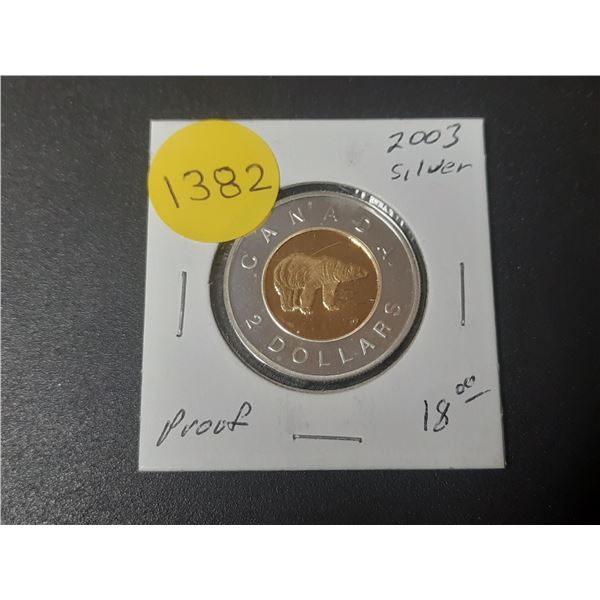 1382
2003
Silver
CANADA
2 DOLLARS
Proof
18.00